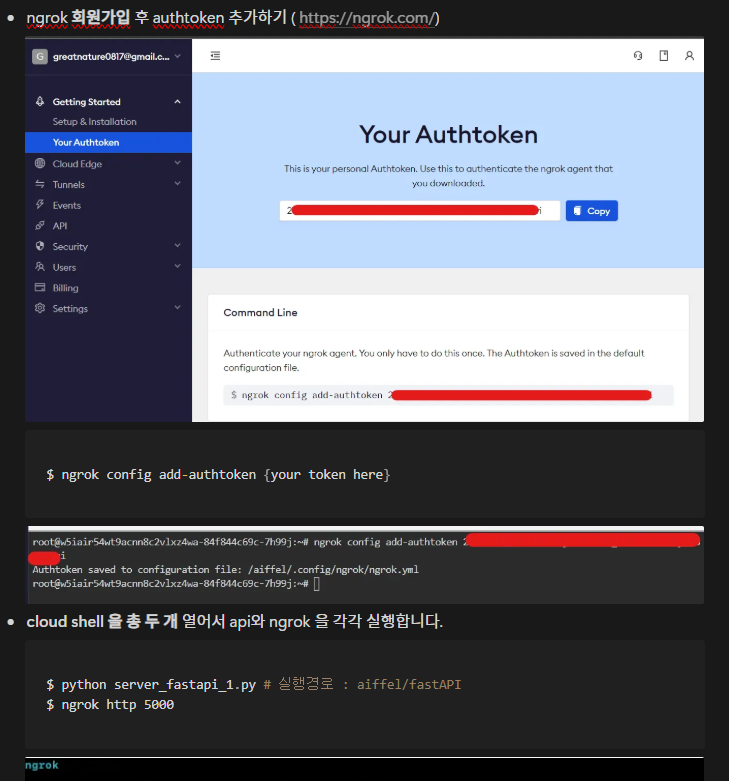 ngrok 회원가입 후 authtoken 추가하기 ( https://ngrok.com/)
G greatnature0817@gmail.c...
Getting Started
Setup & Installation
Your Authtoken
Cloud Edge
Tunnels
Events
API
Security
Users
Billing
Settings
Your Authtoken
This is your personal Authtoken. Use this to authenticate the ngrok agent that
you downloaded.
2 i Copy
Command Line
Authenticate your ngrok agent. You only have to do this once. The Authtoken is saved in the default
configuration file.
$ ngrok config add-authtoken 2
$ ngrok config add-authtoken {your token here}
root@w5iair54wt9acnn8c2vlxz4wa-84f844c69c-7h99j:~# ngrok config add-authtoken 2
i
Authtoken saved to configuration file: /aiffel/.config/ngrok/ngrok.yml
root@w5iair54wt9acnn8c2vlxz4wa-84f844c69c-7h99j:~#
cloud shell 을 총 두 개 열어서 api와 ngrok 을 각각 실행합니다.
$ python server_fastapi_1.py # 실행경로 : aiffel/fastAPI
$ ngrok http 5000
ngrok